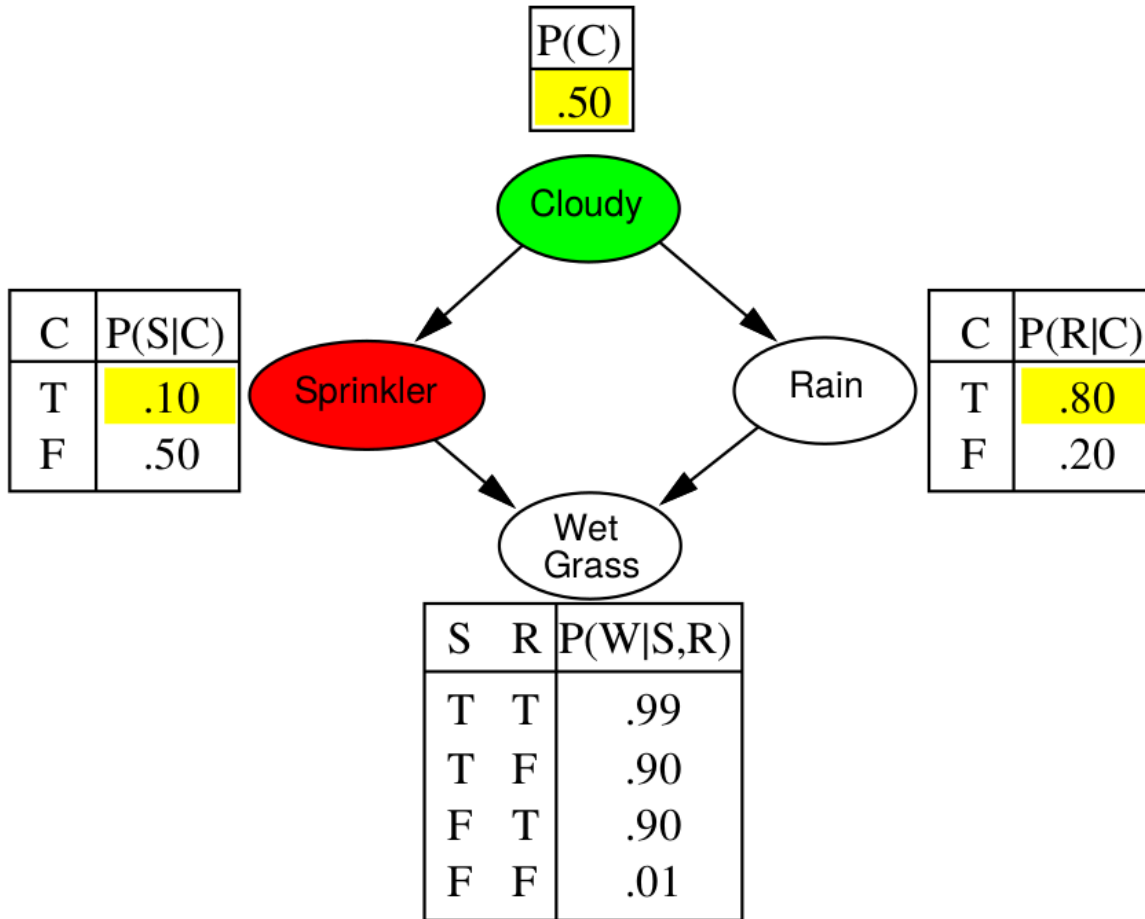 P(C)
.50
Cloudy
C P(S|C)
T .10
F .50
Sprinkler
Rain
C P(R|C)
T .80
F .20
Wet
Grass
S R P(W|S,R)
T T .99
T F .90
F T .90
F F .01